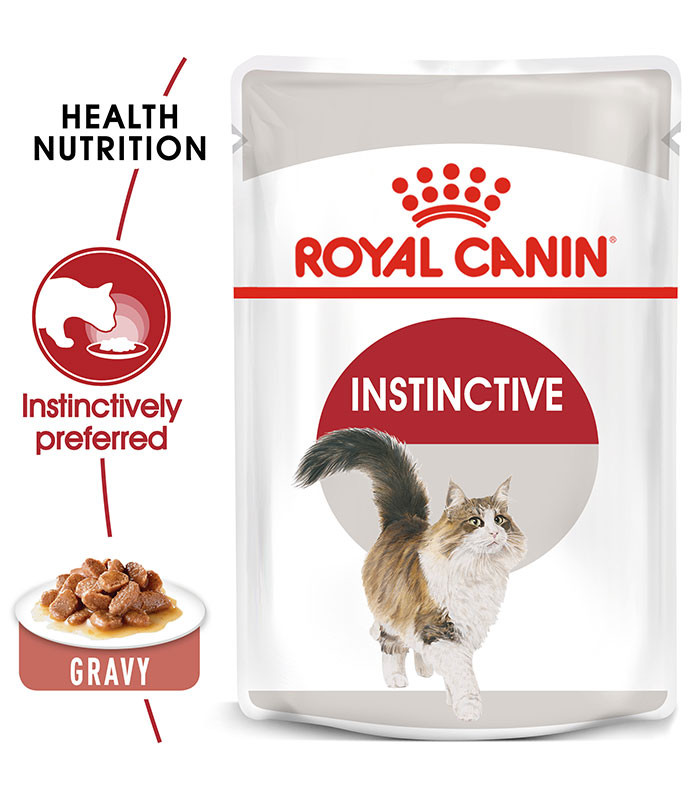 HEALTH
NUTRITION
Instinctively
preferred
GRAVY
ROYAL CANIN®
INSTINCTIVE